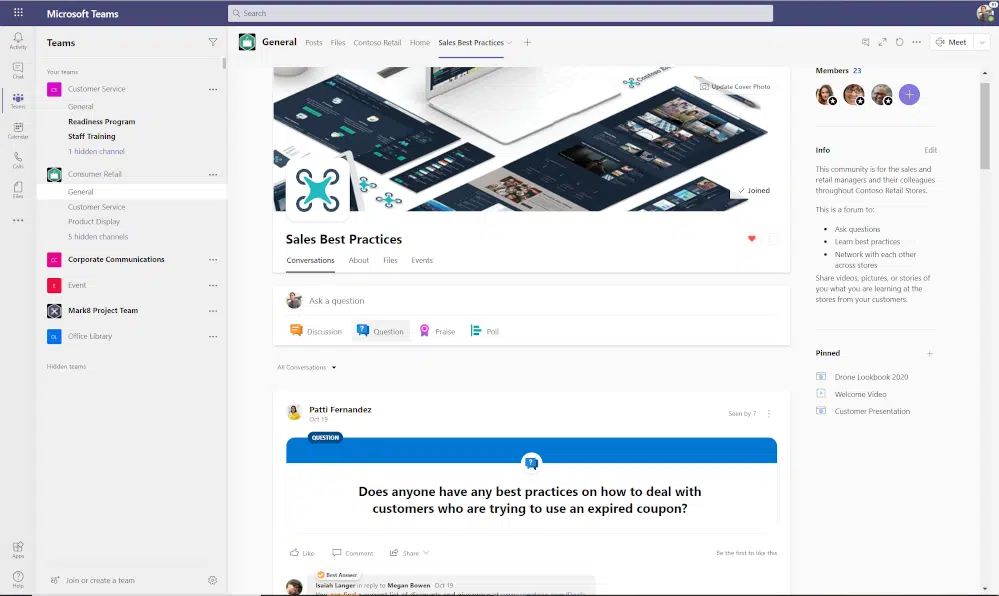 Microsoft Teams
Search
Activity
Chat
Teams
Calendar
Calls
Files
Apps
Help
Teams
Your teams
CS Customer Service
General
Readiness Program
Staff Training
1 hidden channel
Consumer Retail
General
Customer Service
Product Display
5 hidden channels
CC Corporate Communications
E Event
Mark8 Project Team
OL Office Library
Hidden teams
Join or create a team
General Posts Files Contoso Retail Home Sales Best Practices
Meet
Update Cover Photo
Joined
Sales Best Practices
Conversations About Files Events
Ask a question
Discussion Question Praise Poll
All Conversations
Patti Fernandez
Oct 19
Seen by 7
QUESTION
Does anyone have any best practices on how to deal with
customers who are trying to use an expired coupon?
Like Comment Share
Be the first to like this
Best Answer
Isaiah Langer in reply to Megan Bowen Oct 19
Members 23
Info Edit
This community is for the sales and
retail managers and their colleagues
throughout Contoso Retail Stores.
This is a forum to:
Ask questions
Learn best practices
Network with each other
across stores
Share videos, pictures, or stories of
you what you are learning at the
stores from your customers.
Pinned
Drone Lookbook 2020
Welcome Video
Customer Presentation